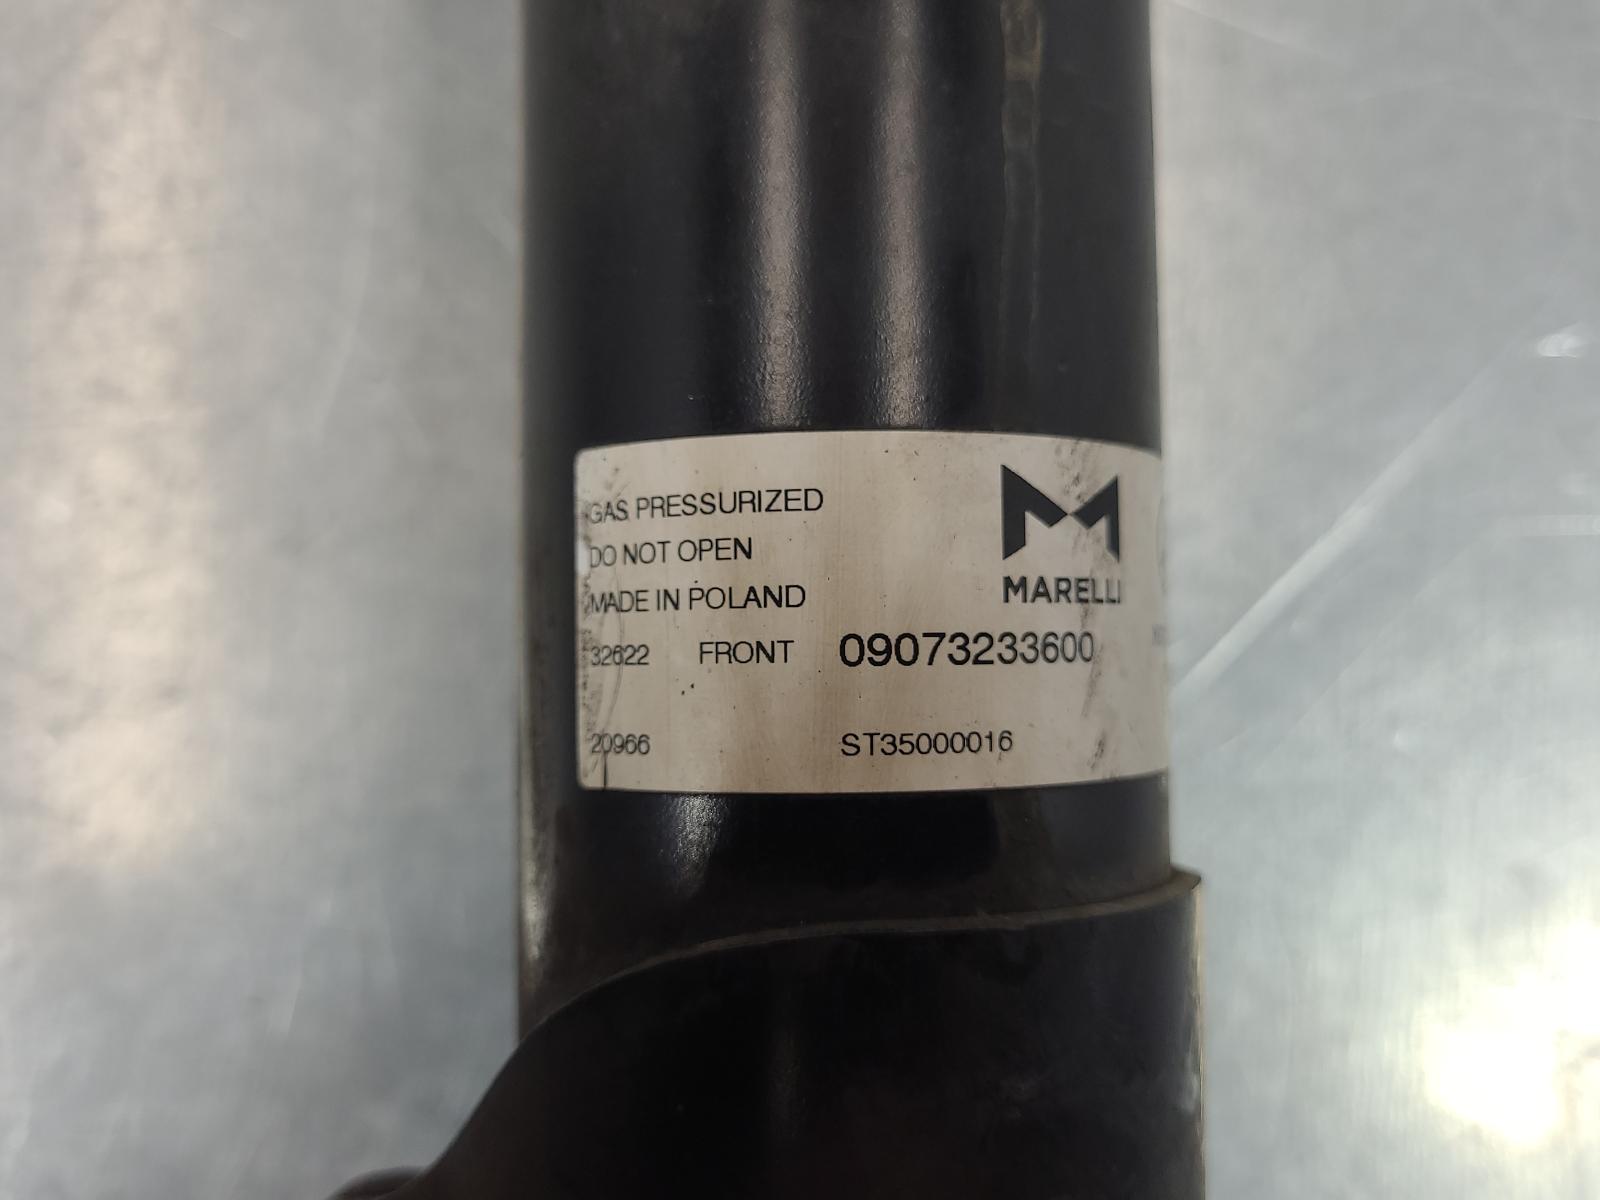 GAS PRESSURIZED
DO NOT OPEN
MADE IN POLAND
MARELLI
32622 FRONT 09073233600
20966 ST35000016